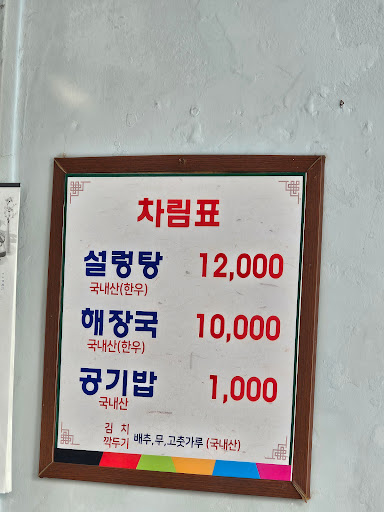 차림표
설렁탕 12,000
국내산(한우)
해장국 10,000
국내산(한우)
공기밥 1,000
국내산
김 치
깍두기 배추, 무, 고춧가루 (국내산)